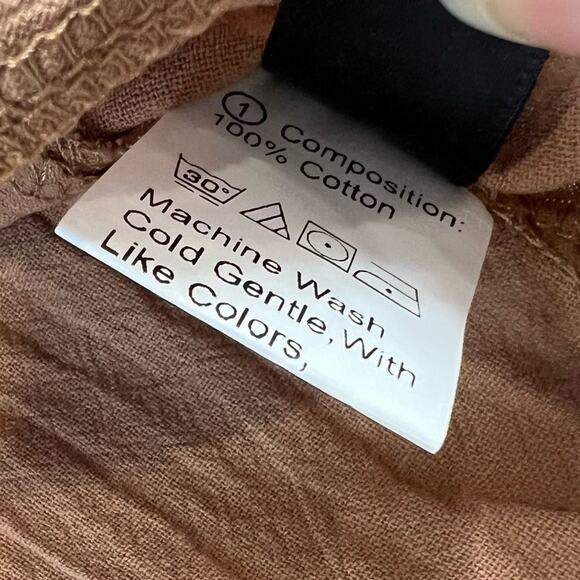 ① Composition:
100% Cotton
30°
Machine Wash
Cold Gentle, With
Like Colors,